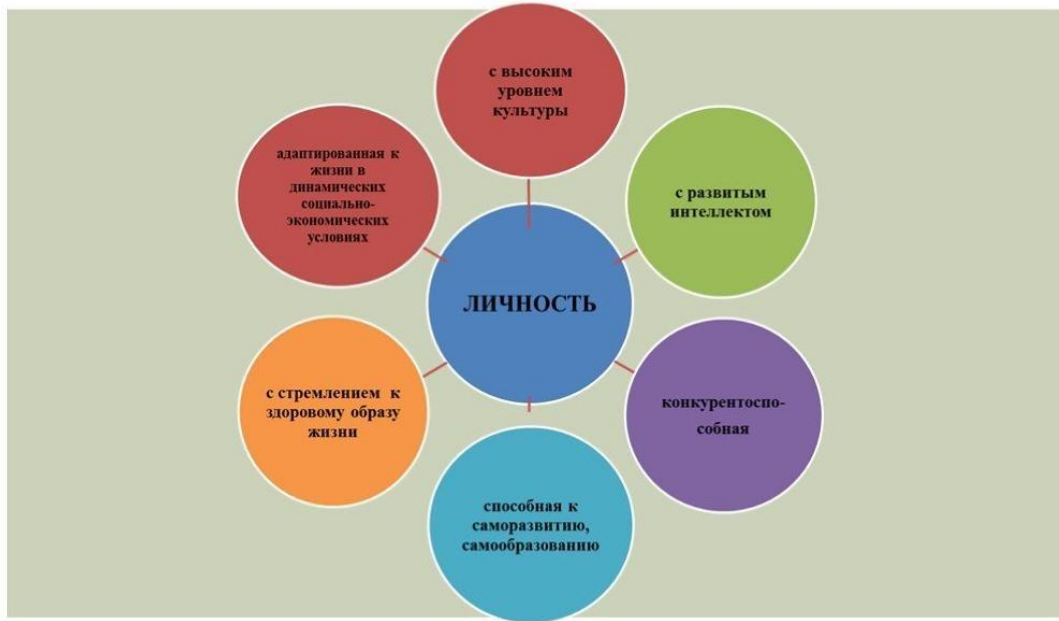 с высоким
уровнем
культуры
с развитым
интеллектом
конкурентоспо-
собная
способная к
саморазвитию,
самообразованию
с стремлением к
здоровому образу
жизни
адаптированная к
жизни в
динамических
социально-
экономических
условиях
ЛИЧНОСТЬ